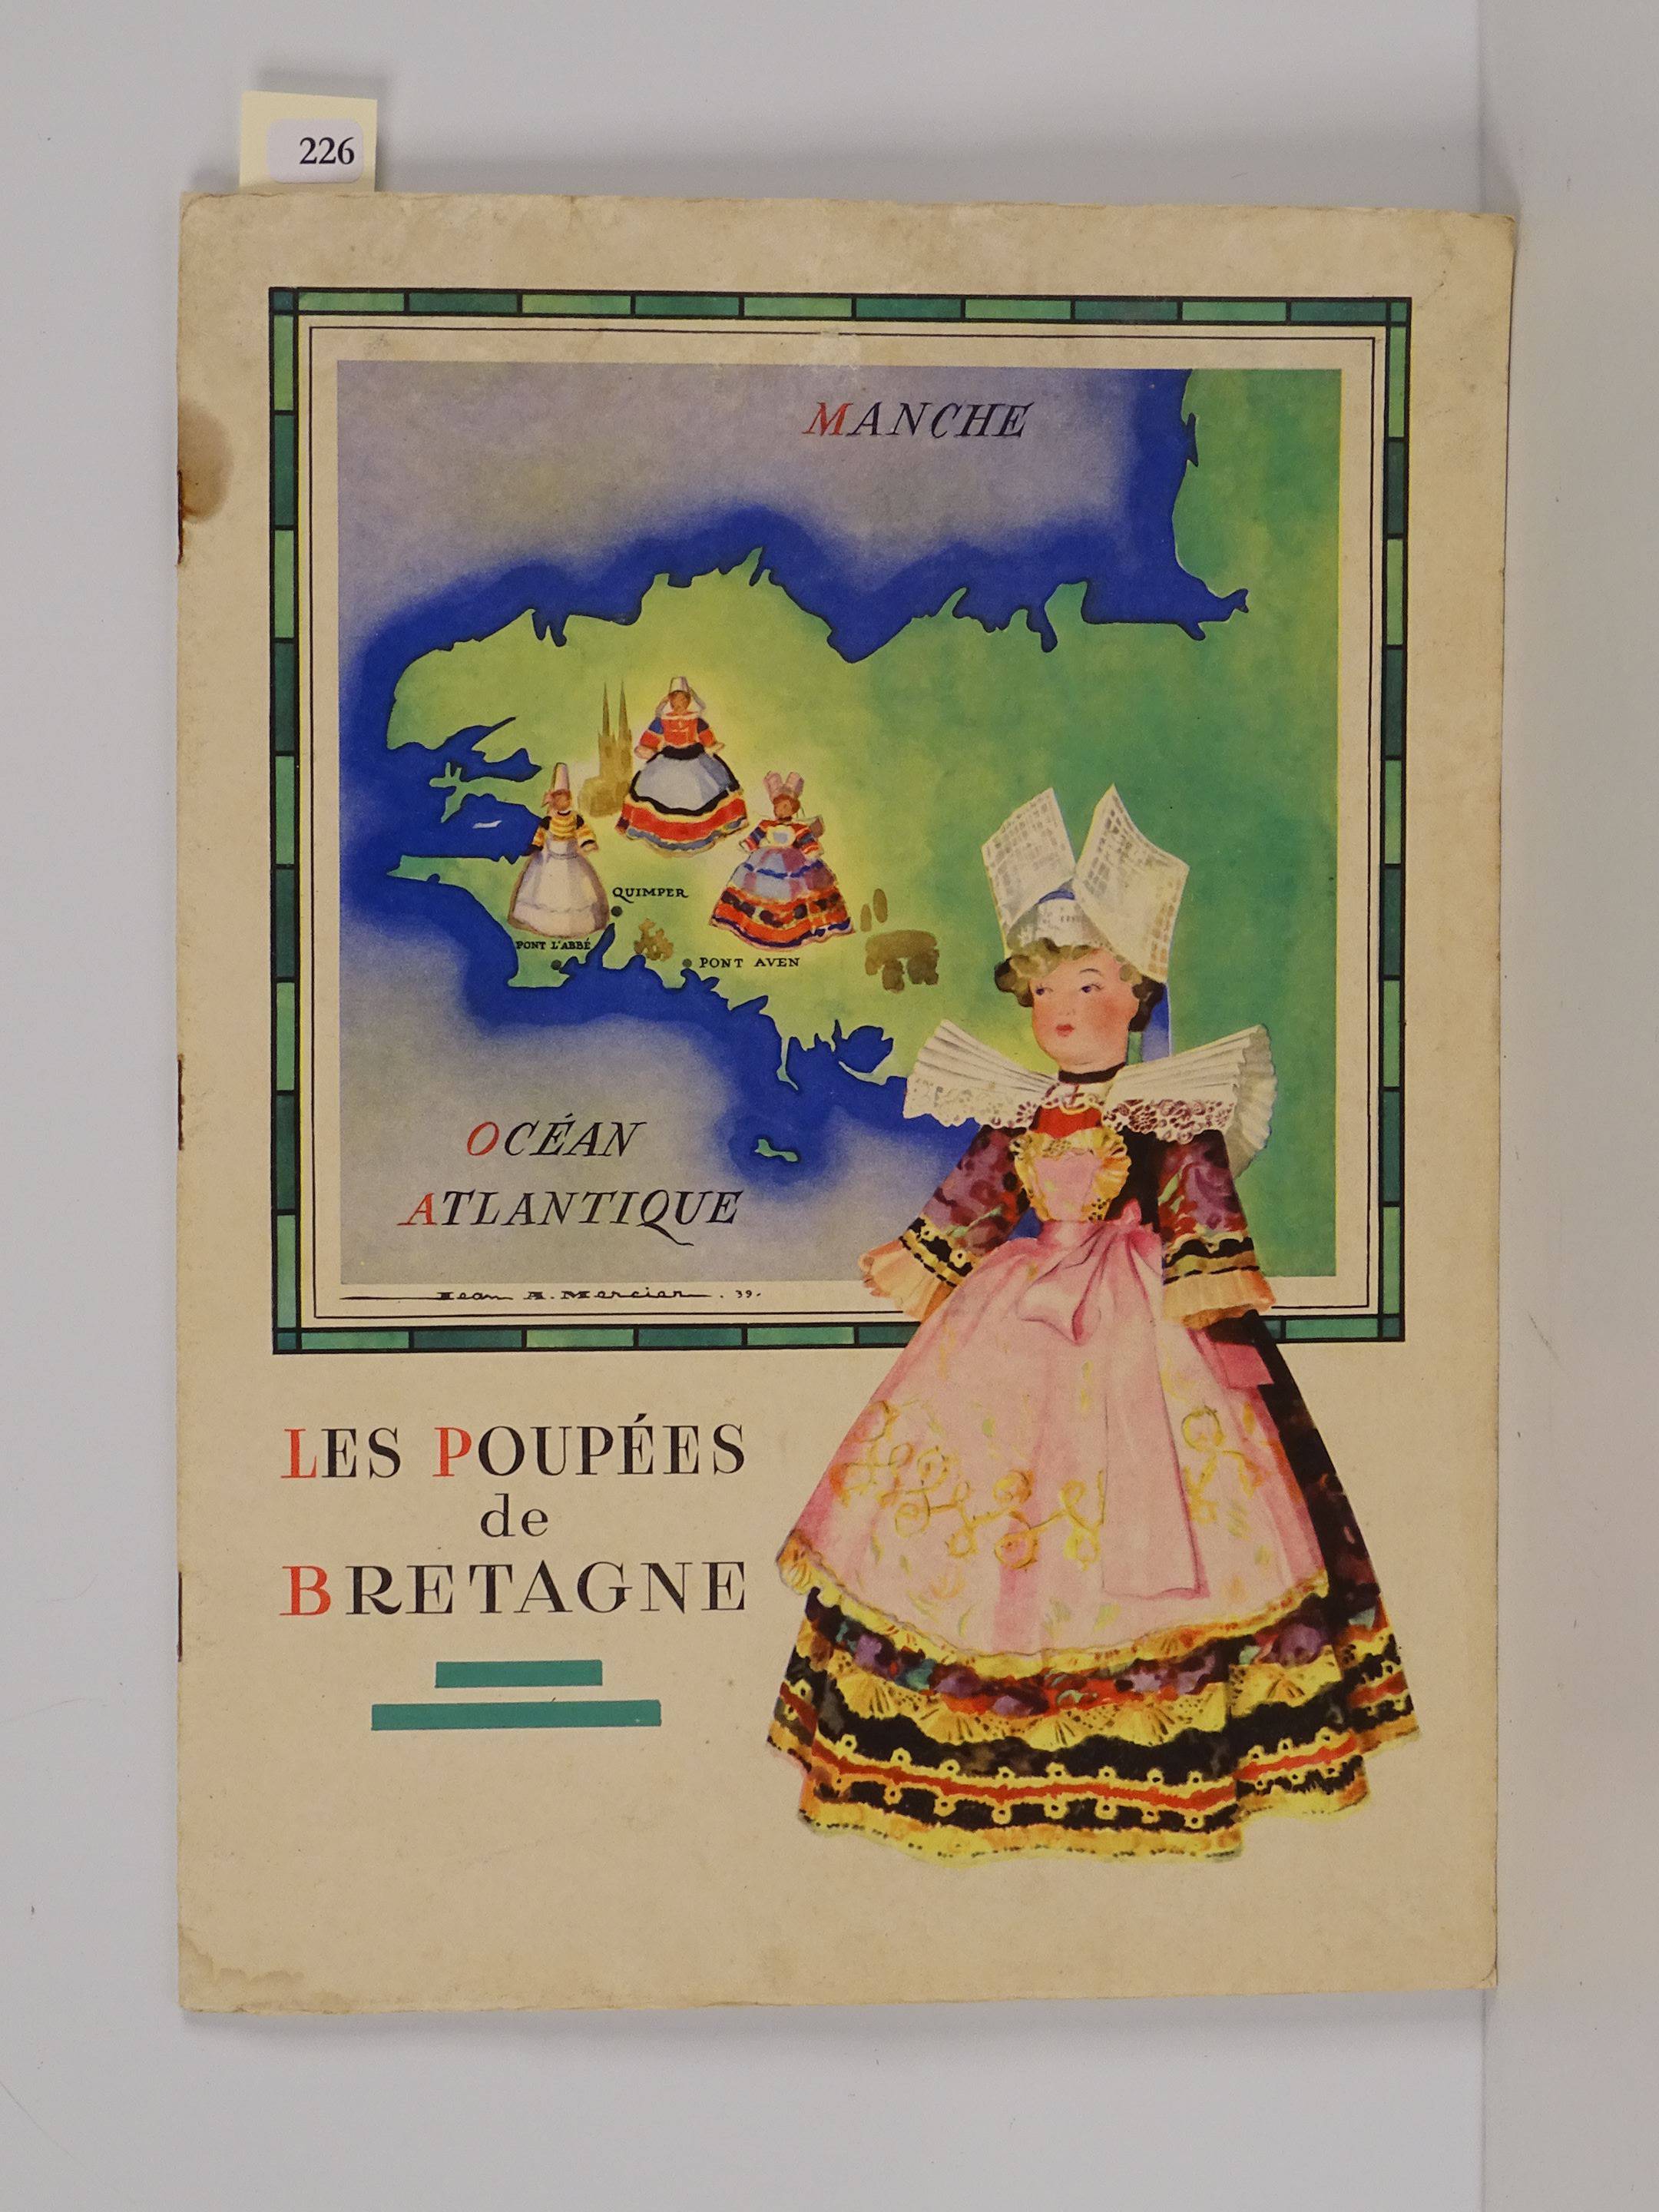 226
MANCHE
QUIMPER
PONT L'ABBÉ
PONT AVEN
OCÉAN
ATLANTIQUE
Jean A. Mercier . 39.
LES POUPÉES
de
BRETAGNE